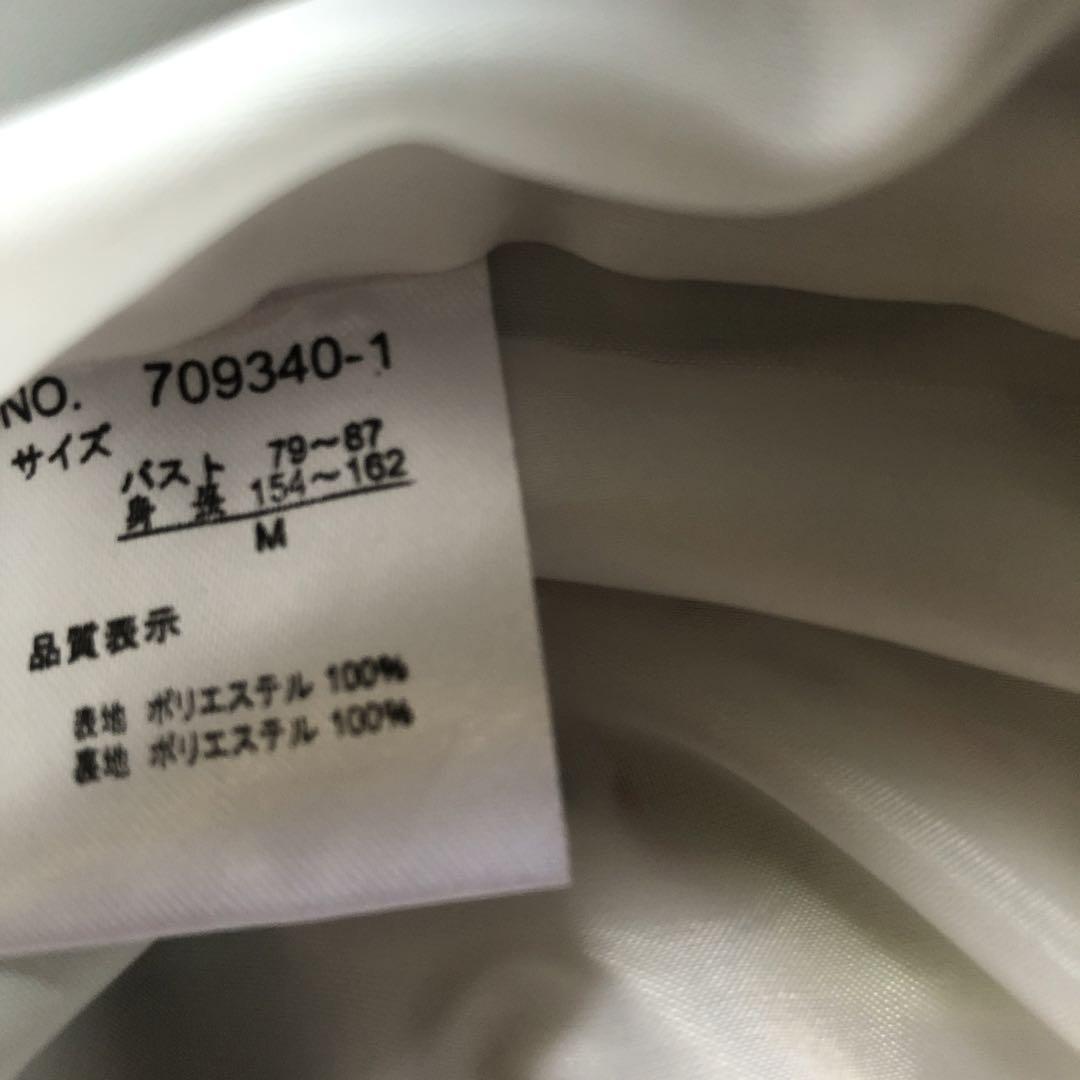 NO. 709340-1
サイズ
バスト 79～87
身 長 154～162
M
品質表示
表地 ポリエステル 100%
裏地 ポリエステル 100%